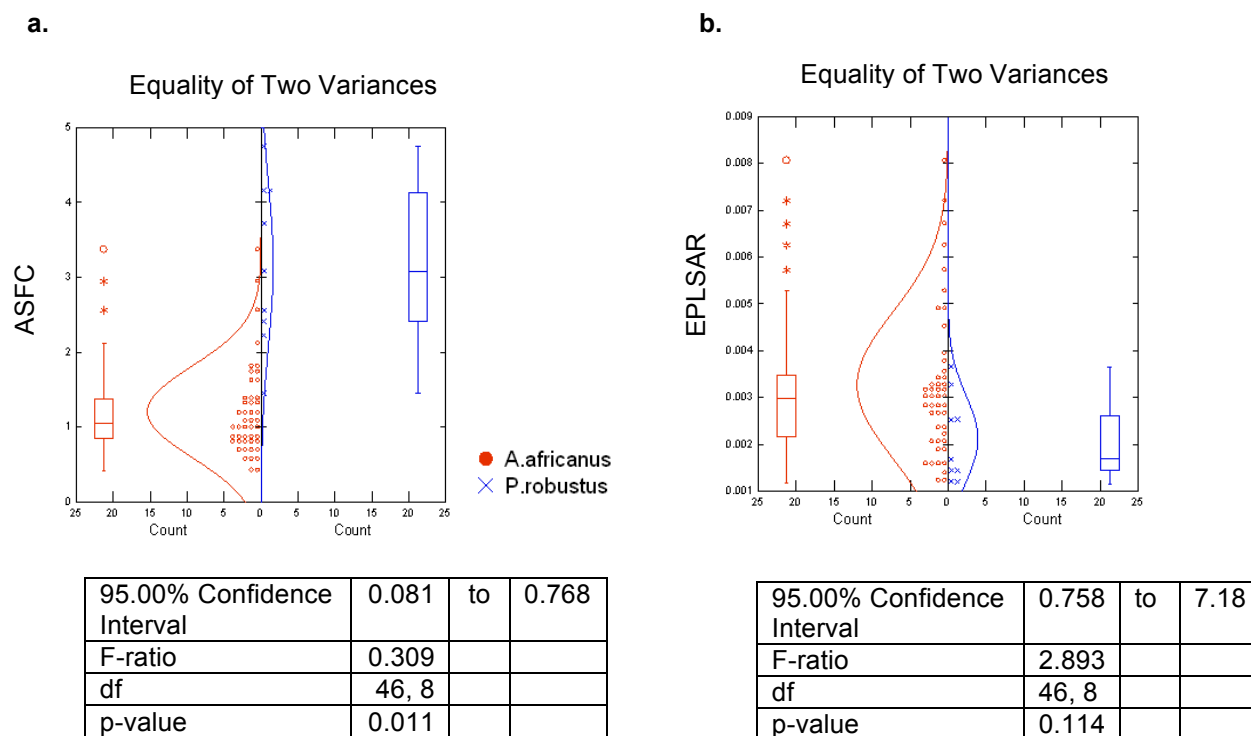 a.
Equality of Two Variances
5
4
3
2
1
0
ASFC
25 20 15 10 5 0 5 10 15 20 25
Count Count
A.africanus
P.robustus
95.00% Confidence Interval 0.081 to 0.768
F-ratio 0.309
df 46, 8
p-value 0.011
b.
Equality of Two Variances
0.009
0.008
0.007
0.006
0.005
0.004
0.003
0.002
0.001
EPLSAR
25 20 15 10 5 0 5 10 15 20 25
Count Count
95.00% Confidence Interval 0.758 to 7.18
F-ratio 2.893
df 46, 8
p-value 0.114